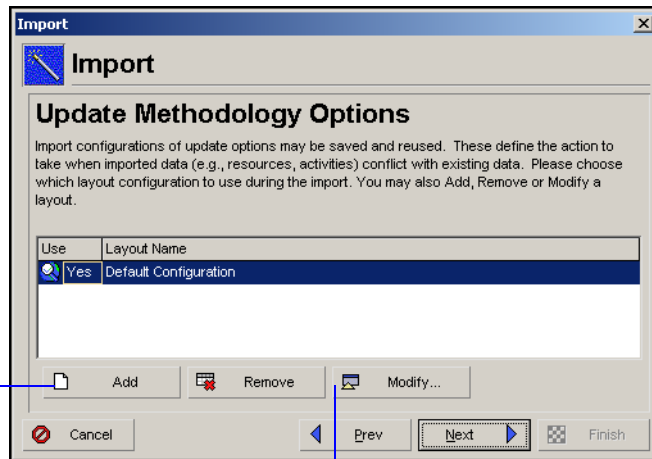 Import
Import
Update Methodology Options
Import configurations of update options may be saved and reused. These define the action to
take when imported data (e.g., resources, activities) conflict with existing data. Please choose
which layout configuration to use during the import. You may also Add, Remove or Modify a
layout.
Use Layout Name
Yes Default Configuration
Add Remove Modify...
Cancel Prev Next Finish